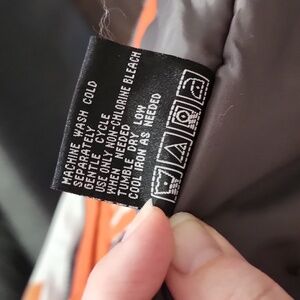 MACHINE WASH COLD
SEPARATELY
GENTLE CYCLE
USE ONLY NON-CHLORINE BLEACH
WHEN NEEDED
TUMBLE DRY LOW
COOL IRON AS NEEDED